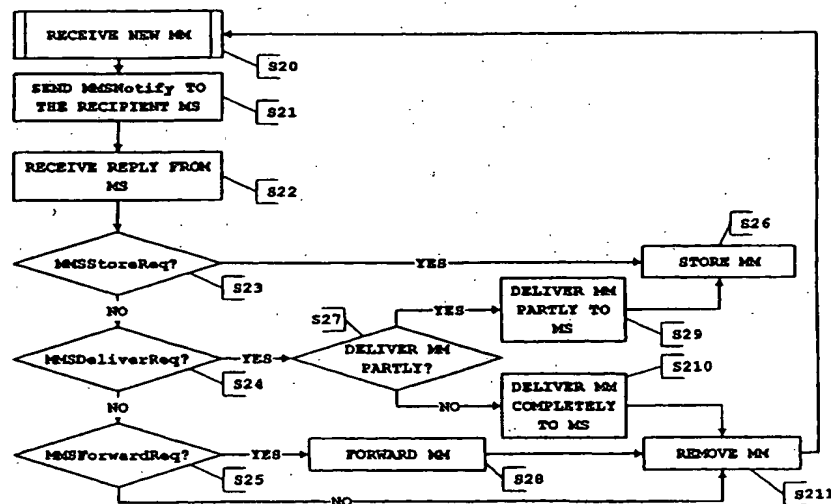 RECEIVE NEW MM
S20
SEND MMSNotify TO
THE RECIPIENT MS
S21
RECEIVE REPLY FROM
MS
S22
S26
MMSStoreReq?
YES
STORE MM
S23
NO
S27
YES
DELIVER MM
PARTLY TO
MS
S29
MMSDeliverReq?
YES
DELIVER MM
PARTLY?
S24
S210
NO
NO
DELIVER MM
COMPLETELY
TO MS
MMSForwardReq?
YES
FORWARD MM
REMOVE MM
S25
S28
NO
S211